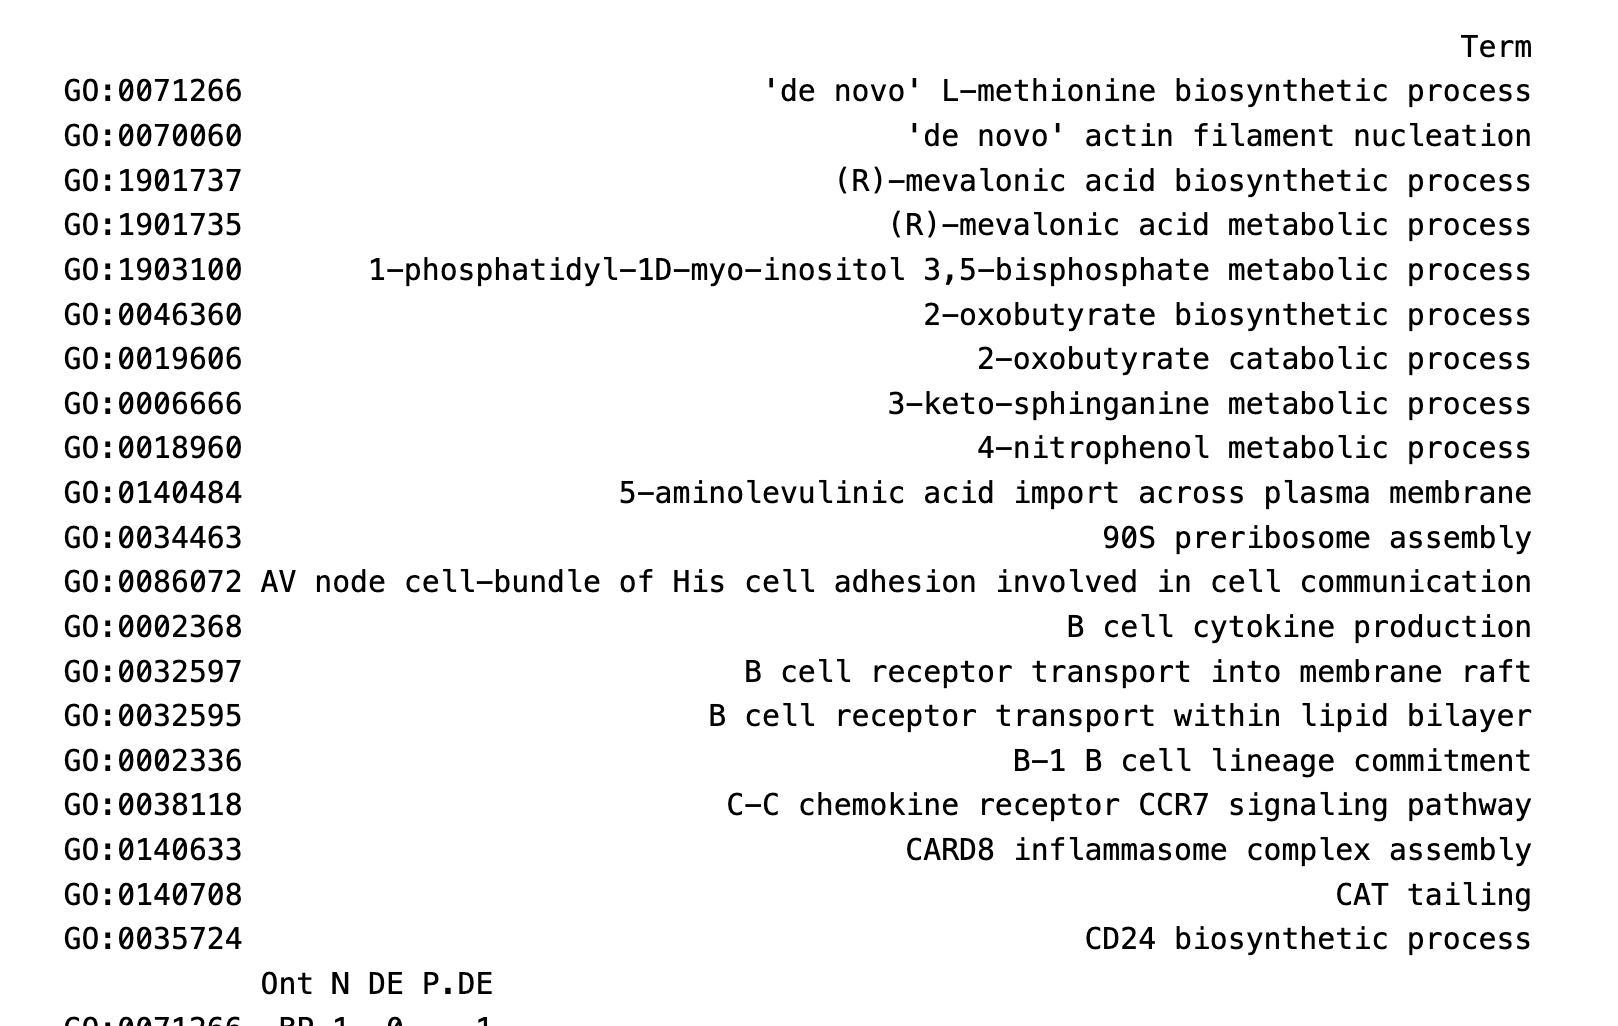 Term
GO:0071266 'de novo' L-methionine biosynthetic process
GO:0070060 'de novo' actin filament nucleation
GO:1901737 (R)-mevalonic acid biosynthetic process
GO:1901735 (R)-mevalonic acid metabolic process
GO:1903100 1-phosphatidyl-1D-myo-inositol 3,5-bisphosphate metabolic process
GO:0046360 2-oxobutyrate biosynthetic process
GO:0019606 2-oxobutyrate catabolic process
GO:0006666 3-keto-sphinganine metabolic process
GO:0018960 4-nitrophenol metabolic process
GO:0140484 5-aminolevulinic acid import across plasma membrane
GO:0034463 90S preribosome assembly
GO:0086072 AV node cell-bundle of His cell adhesion involved in cell communication
GO:0002368 B cell cytokine production
GO:0032597 B cell receptor transport into membrane raft
GO:0032595 B cell receptor transport within lipid bilayer
GO:0002336 B-1 B cell lineage commitment
GO:0038118 C-C chemokine receptor CCR7 signaling pathway
GO:0140633 CARD8 inflammasome complex assembly
GO:0140708 CAT tailing
GO:0035724 CD24 biosynthetic process
Ont N DE P.DE
GO:0071266 BP 1 0 1